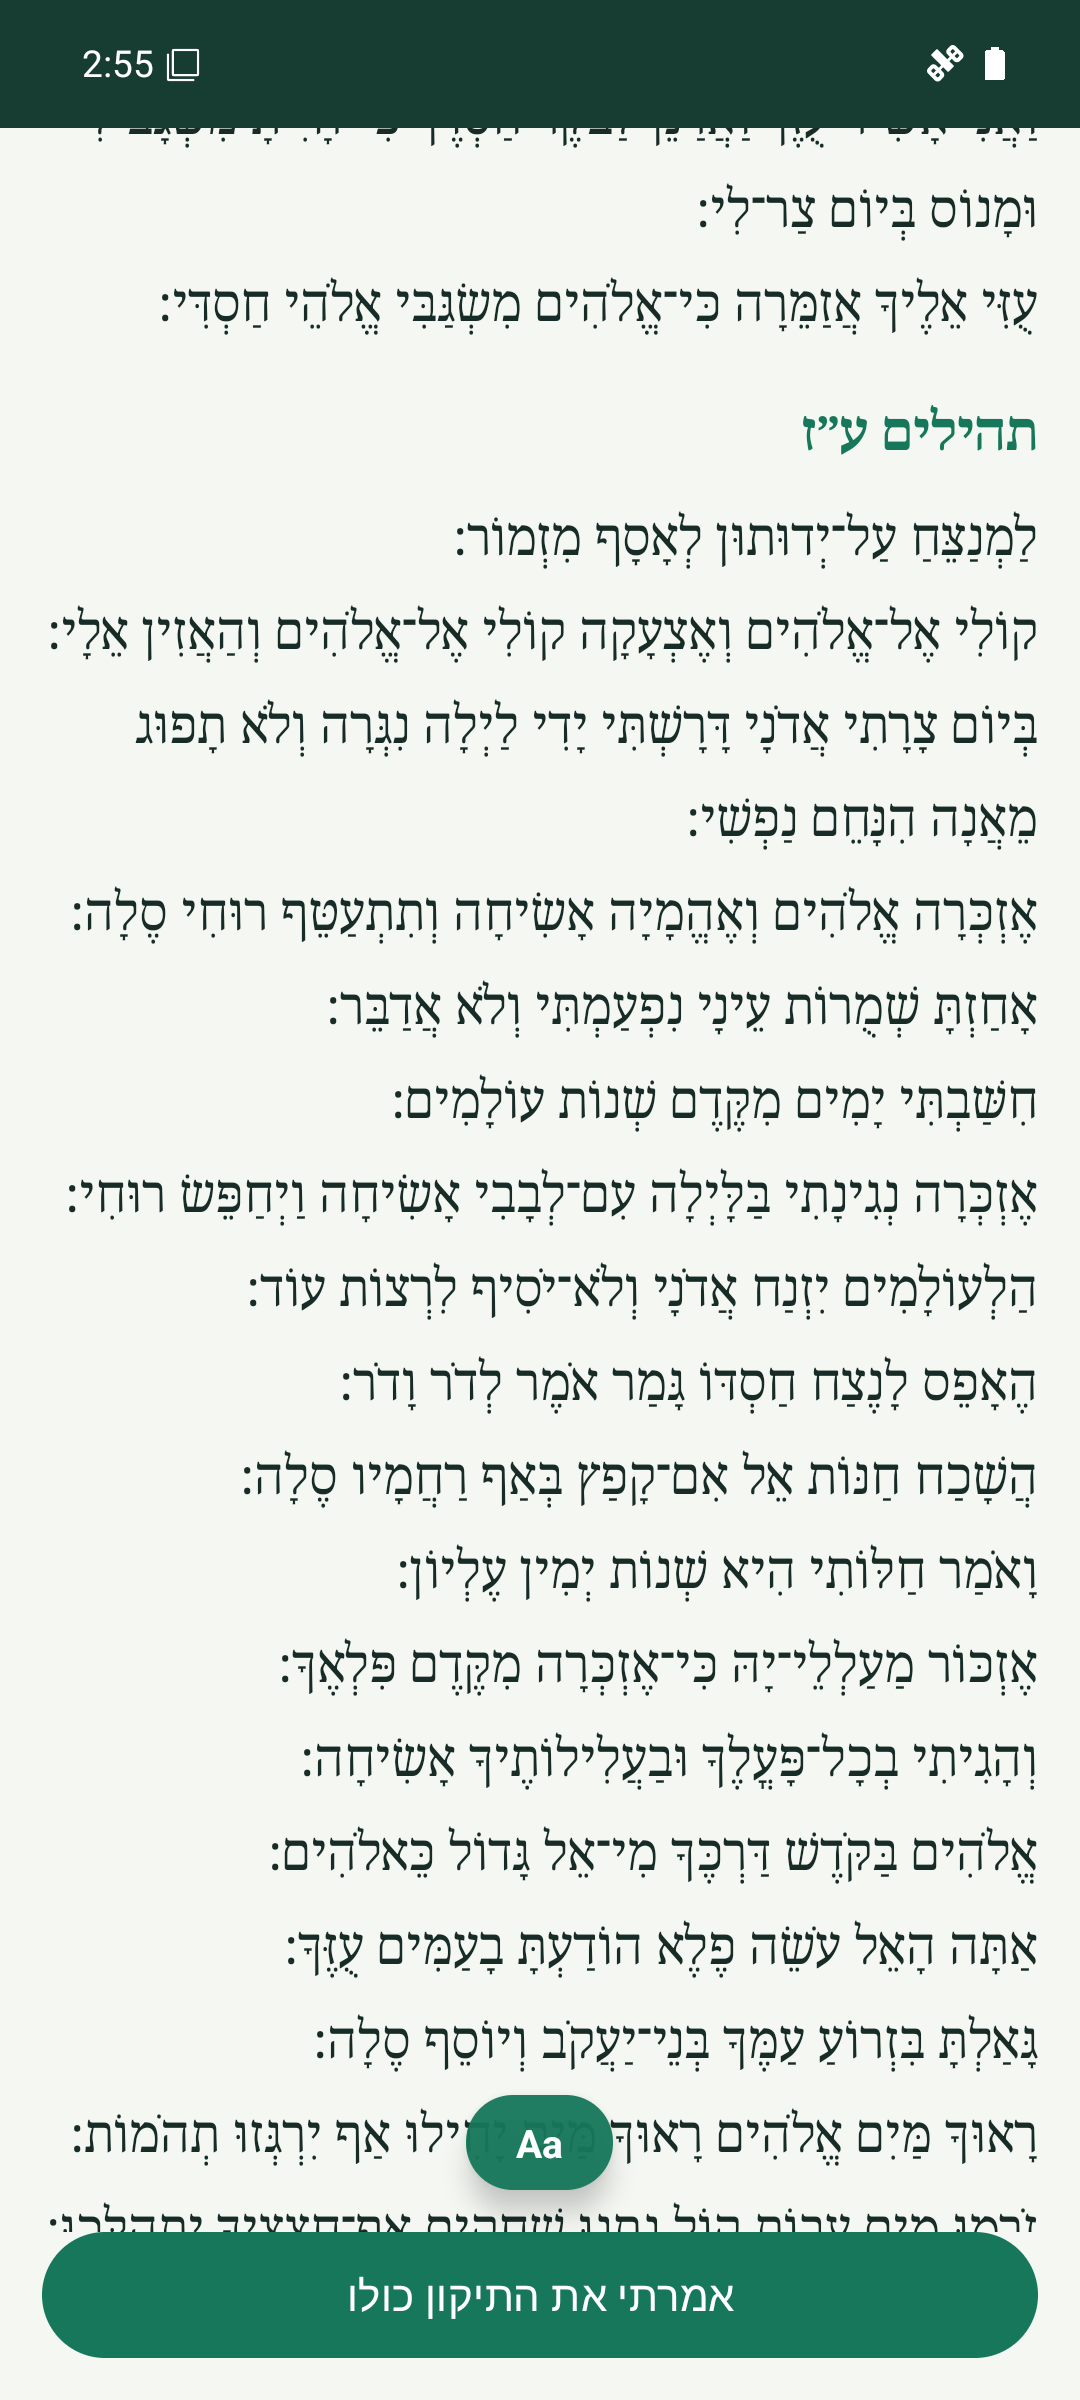 2:55
וּמָנוֹס בְּיוֹם צַר־לִי׃
עֻזִּי אֵלֶיךָ אֲזַמֵּרָה כִּי־אֱלֹהִים מִשְׂגַּבִּי אֱלֹהֵי חַסְדִּי׃
תהילים ע״ז
לַמְנַצֵּחַ עַל־יְדוּתוּן לְאָסָף מִזְמוֹר׃
קוֹלִי אֶל־אֱלֹהִים וְאֶצְעָקָה קוֹלִי אֶל־אֱלֹהִים וְהַאֲזִין אֵלָי׃
בְּיוֹם צָרָתִי אֲדֹנָי דָּרָשְׁתִּי יָדִי לַיְלָה נִגְּרָה וְלֹא תָפוּג
מֵאֲנָה הִנָּחֵם נַפְשִׁי׃
אֶזְכְּרָה אֱלֹהִים וְאֶהֱמָיָה אָשִׂיחָה וְתִתְעַטֵּף רוּחִי סֶלָה׃
אָחַזְתָּ שְׁמֻרוֹת עֵינָי נִפְעַמְתִּי וְלֹא אֲדַבֵּר׃
חִשַּׁבְתִּי יָמִים מִקֶּדֶם שְׁנוֹת עוֹלָמִים׃
אֶזְכְּרָה נְגִינָתִי בַּלָּיְלָה עִם־לְבָבִי אָשִׂיחָה וַיְחַפֵּשׂ רוּחִי׃
הַלְעוֹלָמִים יִזְנַח אֲדֹנָי וְלֹא־יֹסִיף לִרְצוֹת עוֹד׃
הֶאָפֵס לָנֶצַח חַסְדּוֹ גָּמַר אֹמֶר לְדֹר וָדֹר׃
הֲשָׁכַח חַנּוֹת אֵל אִם־קָפַץ בְּאַף רַחֲמָיו סֶלָה׃
וָאֹמַר חַלּוֹתִי הִיא שְׁנוֹת יְמִין עֶלְיוֹן׃
אֶזְכּוֹר מַעַלְלֵי־יָהּ כִּי־אֶזְכְּרָה מִקֶּדֶם פִּלְאֶךָ׃
וְהָגִיתִי בְכָל־פָּעֳלֶךָ וּבַעֲלִילוֹתֶיךָ אָשִׂיחָה׃
אֱלֹהִים בַּקֹּדֶשׁ דַּרְכֶּךָ מִי־אֵל גָּדוֹל כֵּאלֹהִים׃
אַתָּה הָאֵל עֹשֵׂה פֶלֶא הוֹדַעְתָּ בָעַמִּים עֻזֶּךָ׃
גָּאַלְתָּ בִּזְרוֹעַ עַמֶּךָ בְּנֵי־יַעֲקֹב וְיוֹסֵף סֶלָה׃
רָאוּךָ מַּיִם אֱלֹהִים רָאוּךָ מַּיִם יָחִילוּ אַף יִרְגְּזוּ תְהֹמוֹת׃
Aa
אמרתי את התיקון כולו